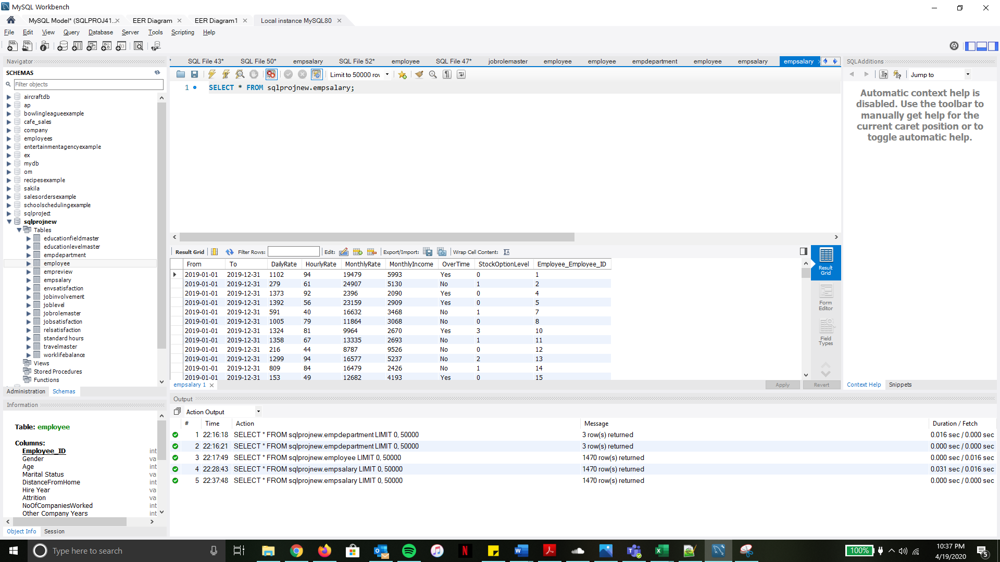 MySQL Workbench
MySQL Model* (SQLPROJ41.. EER Diagram EER Diagram1 Local instance MySQL80
File Edit View Query Database Server Tools Scripting Help
Navigator
SCHEMAS
Filter objects
aircraftdb
ap
bowlingleagueexample
cafe_sales
company
employees
entertainmentagencyexample
ex
mydb
om
recipesexample
sakila
salesordersexample
schoolschedulingexample
sqlproject
sqlprojnew
Tables
educationfieldmaster
educationlevelmaster
empdepartment
employee
empreview
empsalary
envsatisfaction
jobinvolvement
joblevel
jobrolemaster
jobsatisfaction
relsatisfaction
standard hours
travelmaster
worklifebalance
Views
Stored Procedures
Functions
Administration Schemas
Information
Table: employee
Columns:
Employee_ID int
Gender va
Age int
Marital Status va
DistanceFromHome int
Hire Year va
Attrition va
NoOfCompaniesWorked int
Other Company Years int
Object Info Session
* SQL File 43* SQL File 50* empsalary SQL File 52* employee SQL File 47* jobrolemaster employee employee empdepartment employee empsalary empsalary
Limit to 50000 rov
1 SELECT * FROM sqlprojnew.empsalary;
Result Grid Filter Rows: Edit: Export/Import: Wrap Cell Content:
From To DailyRate HourlyRate MonthlyRate MonthlyIncome OverTime StockOptionLevel Employee_Employee_ID
2019-01-01 2019-12-31 1102 94 19479 5993 Yes 0 1
2019-01-01 2019-12-31 279 61 24907 5130 No 1 2
2019-01-01 2019-12-31 1373 92 2396 2090 Yes 0 4
2019-01-01 2019-12-31 1392 56 23159 2909 Yes 0 5
2019-01-01 2019-12-31 591 40 16632 3468 No 1 7
2019-01-01 2019-12-31 1005 79 11864 3068 No 0 8
2019-01-01 2019-12-31 1324 81 9964 2670 Yes 3 10
2019-01-01 2019-12-31 1358 67 13335 2693 No 1 11
2019-01-01 2019-12-31 216 44 8787 9526 No 0 12
2019-01-01 2019-12-31 1299 94 16577 5237 No 2 13
2019-01-01 2019-12-31 809 84 16479 2426 No 1 14
2019-01-01 2019-12-31 153 49 12682 4193 Yes 0 15
empsalary 1
Apply Revert
Result
Grid
Form
Editor
Field
Types
SQLAdditions
Jump to
Automatic context help is
disabled. Use the toolbar to
manually get help for the
current caret position or to
toggle automatic help.
Context Help Snippets
Output
Action Output
# Time Action Message Duration / Fetch
1 22:16:18 SELECT * FROM sqlprojnew.empdepartment LIMIT 0, 50000 3 row(s) returned 0.016 sec / 0.000 sec
2 22:16:21 SELECT * FROM sqlprojnew.empdepartment LIMIT 0, 50000 3 row(s) returned 0.000 sec / 0.000 sec
3 22:17:49 SELECT * FROM sqlprojnew.employee LIMIT 0, 50000 1470 row(s) returned 0.000 sec / 0.016 sec
4 22:28:43 SELECT * FROM sqlprojnew.empsalary LIMIT 0, 50000 1470 row(s) returned 0.031 sec / 0.016 sec
5 22:37:48 SELECT * FROM sqlprojnew.empsalary LIMIT 0, 50000 1470 row(s) returned 0.000 sec / 0.000 sec
Type here to search
100%
10:37 PM
4/19/2020
5